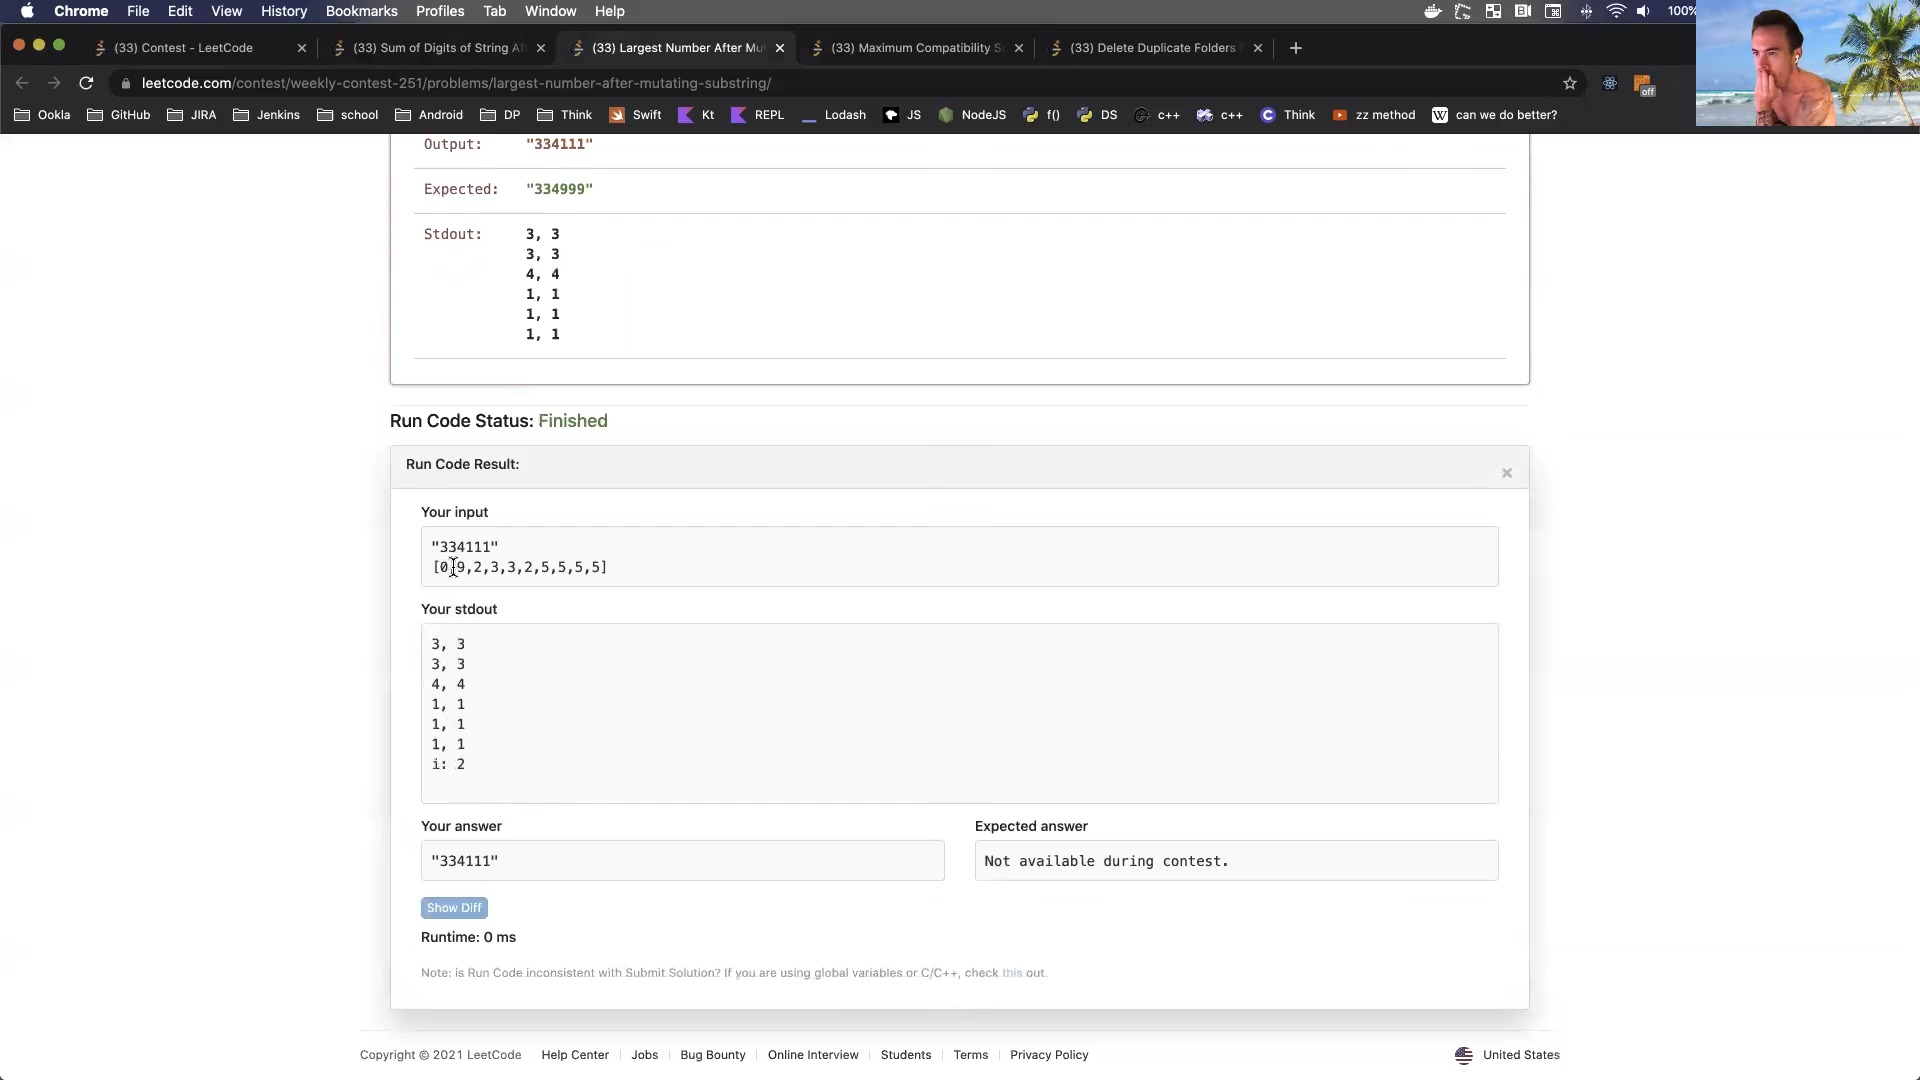 Chrome File Edit View History Bookmarks Profiles Tab Window Help 100%
(33) Contest - LeetCode (33) Sum of Digits of String Af (33) Largest Number After Mu (33) Maximum Compatibility S (33) Delete Duplicate Folders
leetcode.com/contest/weekly-contest-251/problems/largest-number-after-mutating-substring/ off
Ookla GitHub JIRA Jenkins school Android DP Think Swift Kt REPL Lodash JS NodeJS f() DS c++ c++ Think zz method can we do better?
Output: "334111"
Expected: "334999"
Stdout: 3, 3
3, 3
4, 4
1, 1
1, 1
1, 1
Run Code Status: Finished
Run Code Result: ×
Your input
"334111"
[0,9,2,3,3,2,5,5,5,5]
Your stdout
3, 3
3, 3
4, 4
1, 1
1, 1
1, 1
i: 2
Your answer Expected answer
"334111" Not available during contest.
Show Diff
Runtime: 0 ms
Note: is Run Code inconsistent with Submit Solution? If you are using global variables or C/C++, check this out.
Copyright © 2021 LeetCode Help Center | Jobs | Bug Bounty | Online Interview | Students | Terms | Privacy Policy United States